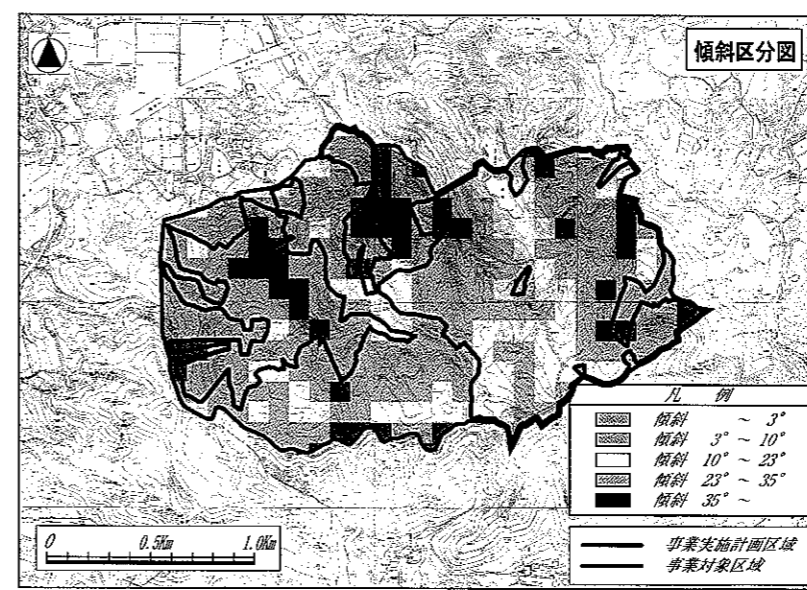 傾斜区分図
凡 例
傾斜 ～ 3°
傾斜 3° ～ 10°
傾斜 10° ～ 23°
傾斜 23° ～ 35°
傾斜 35° ～
0 0.5Km 1.0Km
事業実施計画区域
事業対象区域